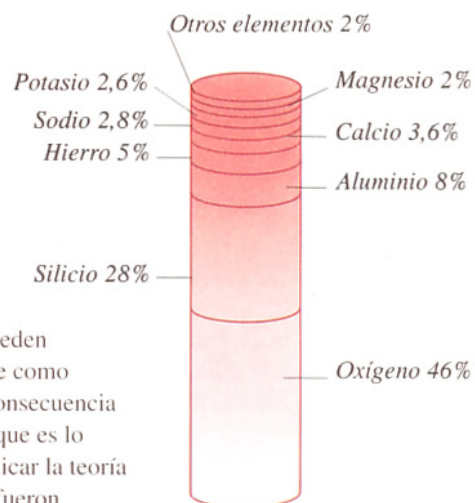 Otros elementos 2%
Potasio 2,6%
Magnesio 2%
Sodio 2,8%
Calcio 3,6%
Hierro 5%
Aluminio 8%
Silicio 28%
Oxígeno 46%
eden
e como
onsecuencia
que es lo
icar la teoría
fueron